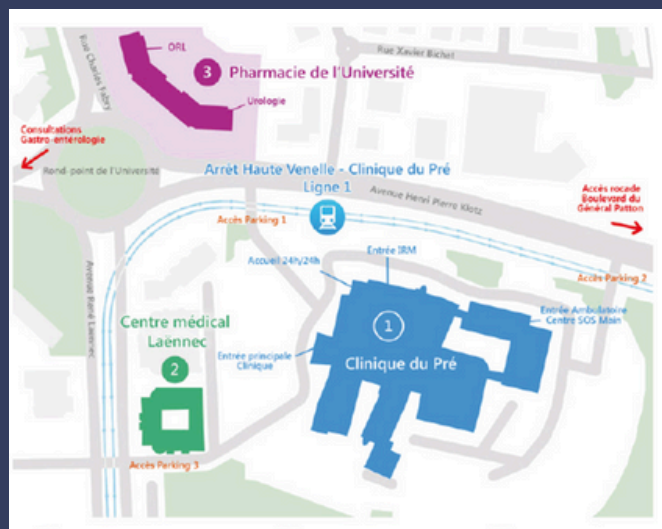 ORL
Rue Charles Fabry
Rue Xavier Bichat
3 Pharmacie de l'Université
Urologie
Consultations
Gastro-entérologie
Rond-point de l'Université
Arrêt Haute Venelle - Clinique du Pré
Ligne 1
Avenue Henri Pierre Klotz
Accès rocade
Boulevard du
Général Patton
Accès Parking 1
Entrée IRM
Accueil 24h/24h
Accès Parking 2
Avenue René Laennec
Entrée Ambulatoire
Centre SOS Main
1
Centre médical
Laënnec
2
Entrée principale
Clinique
Clinique du Pré
Accès Parking 3